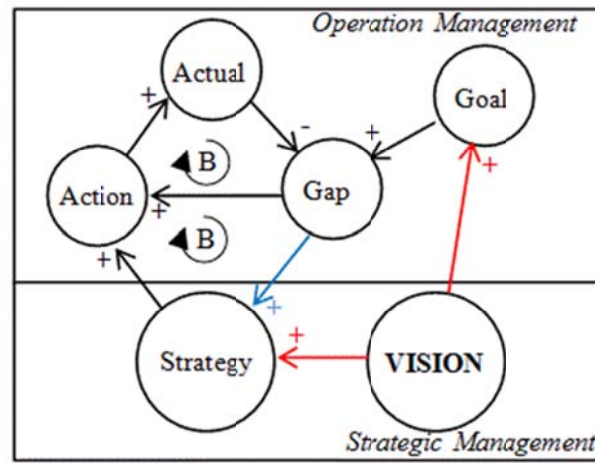 Operation Management
Actual
Goal
+
-
+
+
B
Action
+
Gap
B
+
+
+
Strategy
VISION
Strategic Management